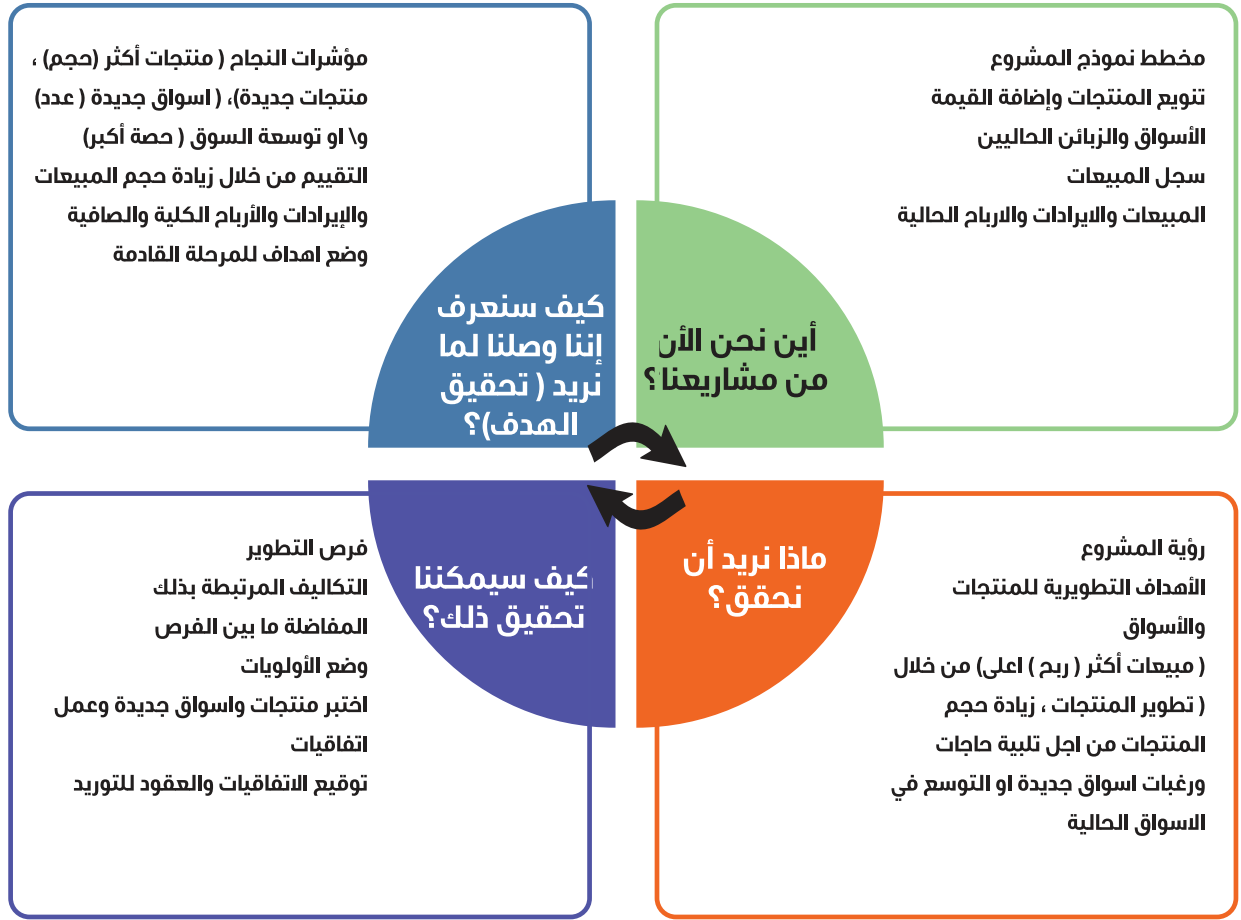 مخطط نموذج المشروع
تنويع المنتجات وإضافة القيمة
الأسواق والزبائن الحاليين
سجل المبيعات
المبيعات والايرادات والارباح الحالية
أين نحن الأن
من مشاريعنا؟
رؤية المشروع
الأهداف التطويرية للمنتجات
والأسواق
( مبيعات أكثر ( ربح ) اعلى) من خلال
( تطوير المنتجات ، زيادة حجم
المنتجات من اجل تلبية حاجات
ورغبات اسواق جديدة او التوسع في
الاسواق الحالية
ماذا نريد أن
نحقق؟
فرص التطوير
التكاليف المرتبطة بذلك
المفاضلة ما بين الفرص
وضع الأولويات
اختبر منتجات واسواق جديدة وعمل
اتفاقيات
توقيع الاتفاقيات والعقود للتوريد
كيف سيمكننا
تحقيق ذلك؟
مؤشرات النجاح ( منتجات أكثر (حجم) ،
منتجات جديدة)، ( اسواق جديدة ( عدد)
و\ او توسعة السوق ( حصة أكبر)
التقييم من خلال زيادة حجم المبيعات
والإيرادات والأرباح الكلية والصافية
وضع اهداف للمرحلة القادمة
كيف سنعرف
إننا وصلنا لما
نريد ( تحقيق
الهدف)؟